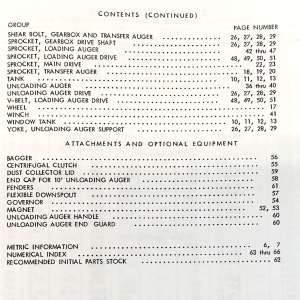 CONTENTS (CONTINUED)
GROUP PAGE NUMBER
SHEAR BOLT, GEARBOX AND TRANSFER AUGER 26, 27, 28, 29
SPROCKET, GEARBOX DRIVE SHAFT 26, 27, 28, 29
SPROCKET, LOADING AUGER 42 thru 47
SPROCKET, LOADING AUGER DRIVE 48, 49, 50, 51
SPROCKET, MAIN DRIVE 22, 23
SPROCKET, TRANSFER AUGER 18, 19, 20
TANK 10, 11, 12, 13
UNLOADING AUGER 36 thru 40
UNLOADING AUGER DRIVE 26, 27, 28, 29
V-BELT, LOADING AUGER DRIVE 48, 49, 50, 51
WHEEL 17
WINCH 41
WINDOW TANK 10, 11, 12, 13
YOKE, UNLOADING AUGER SUPPORT 26, 27, 28, 29
ATTACHMENTS AND OPTIONAL EQUIPMENT
BAGGER 56
CENTRIFUGAL CLUTCH 55
DUST COLLECTOR LID 59
END CAP FOR 10" UNLOADING AUGER 58
FENDERS 61
FLEXIBLE DOWNSPOUT 57
GOVERNOR 54
MAGNET 52, 53
UNLOADING AUGER HANDLE 60
UNLOADING AUGER END GUARD 60
METRIC INFORMATION 6, 7
NUMERICAL INDEX 63 thru 66
RECOMMENDED INITIAL PARTS STOCK 62